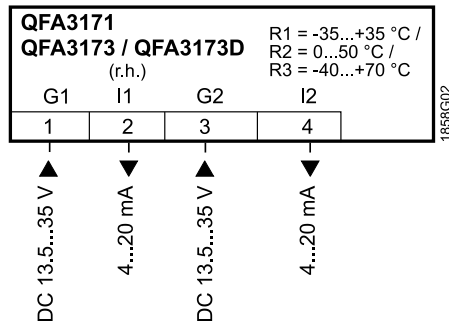 QFA3171
QFA3173 / QFA3173D
(r.h.)
R1 = -35...+35 °C /
R2 = 0...50 °C /
R3 = -40...+70 °C
G1 I1 G2 I2
1 2 3 4
DC 13.5...35 V
4...20 mA
DC 13.5...35 V
4...20 mA
1858G02